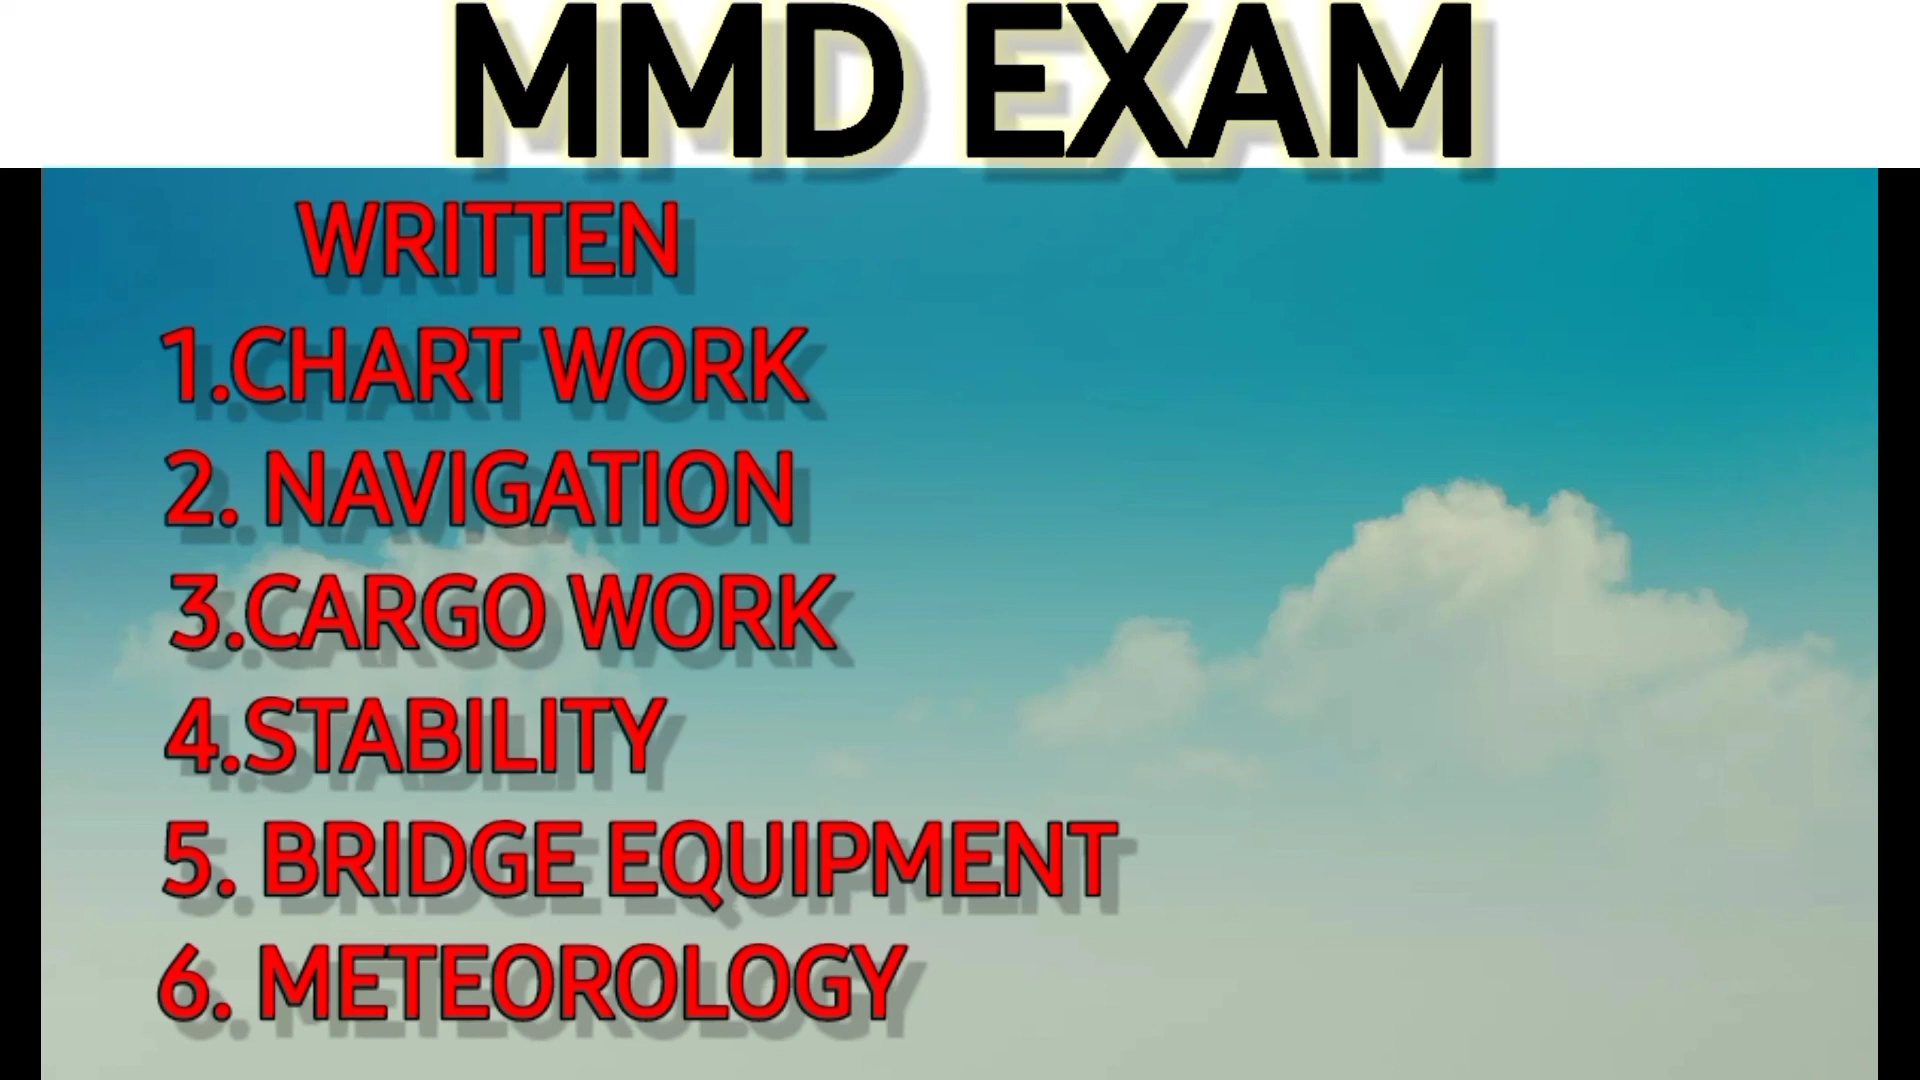 MMD EXAM
WRITTEN
1.CHART WORK
2. NAVIGATION
3.CARGO WORK
4.STABILITY
5. BRIDGE EQUIPMENT
6. METEOROLOGY